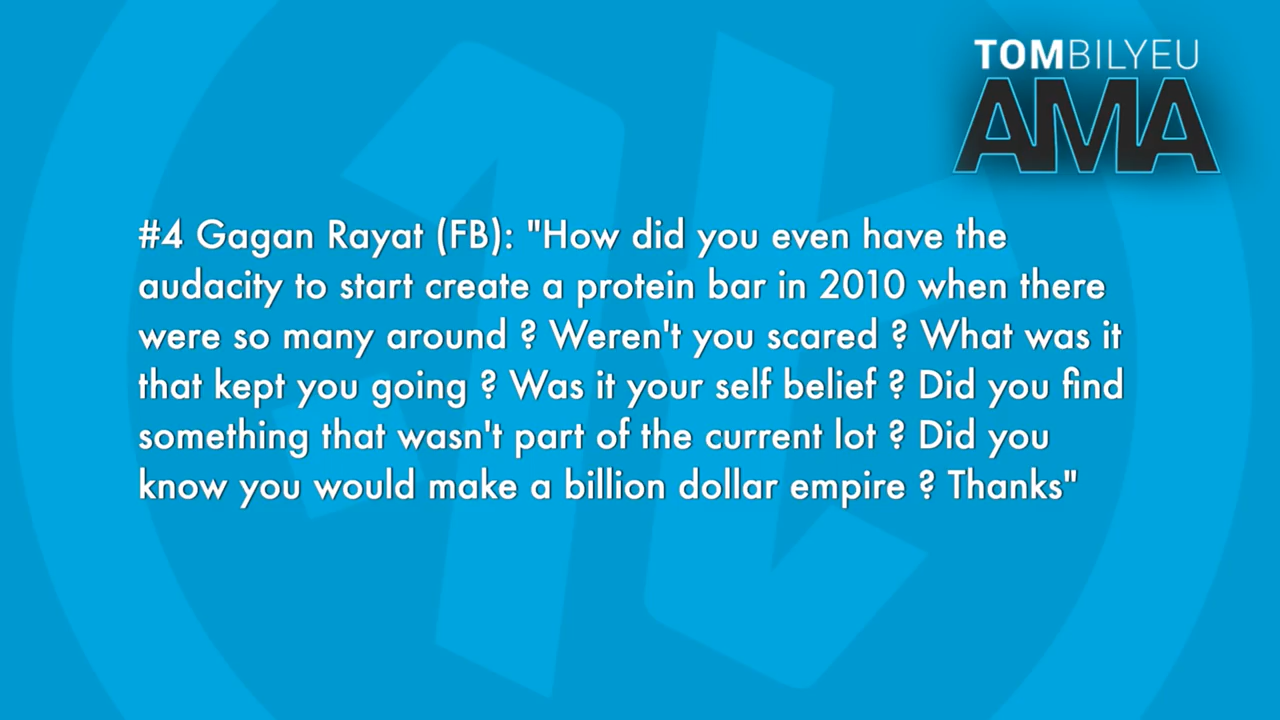 TOMBILYEU
AMA
#4 Gagan Rayat (FB): "How did you even have the
audacity to start create a protein bar in 2010 when there
were so many around ? Weren't you scared ? What was it
that kept you going ? Was it your self belief ? Did you find
something that wasn't part of the current lot ? Did you
know you would make a billion dollar empire ? Thanks"